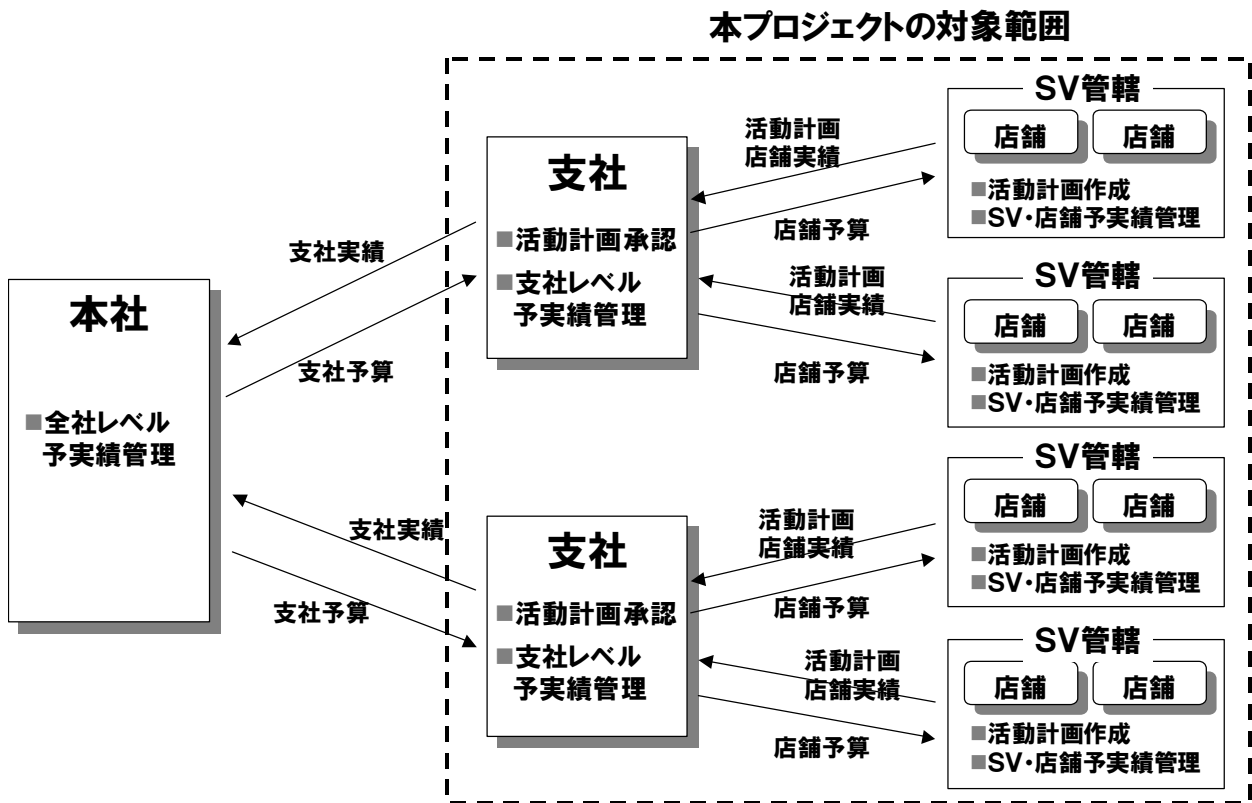 本プロジェクトの対象範囲
本社
■全社レベル
予実績管理
支社実績
支社予算
支社実績
支社予算
支社
■活動計画承認
■支社レベル
予実績管理
活動計画
店舗実績
店舗予算
活動計画
店舗実績
店舗予算
SV管轄
店舗 店舗
■活動計画作成
■SV・店舗予実績管理
SV管轄
店舗 店舗
■活動計画作成
■SV・店舗予実績管理
支社
■活動計画承認
■支社レベル
予実績管理
活動計画
店舗実績
店舗予算
活動計画
店舗実績
店舗予算
SV管轄
店舗 店舗
■活動計画作成
■SV・店舗予実績管理
SV管轄
店舗 店舗
■活動計画作成
■SV・店舗予実績管理